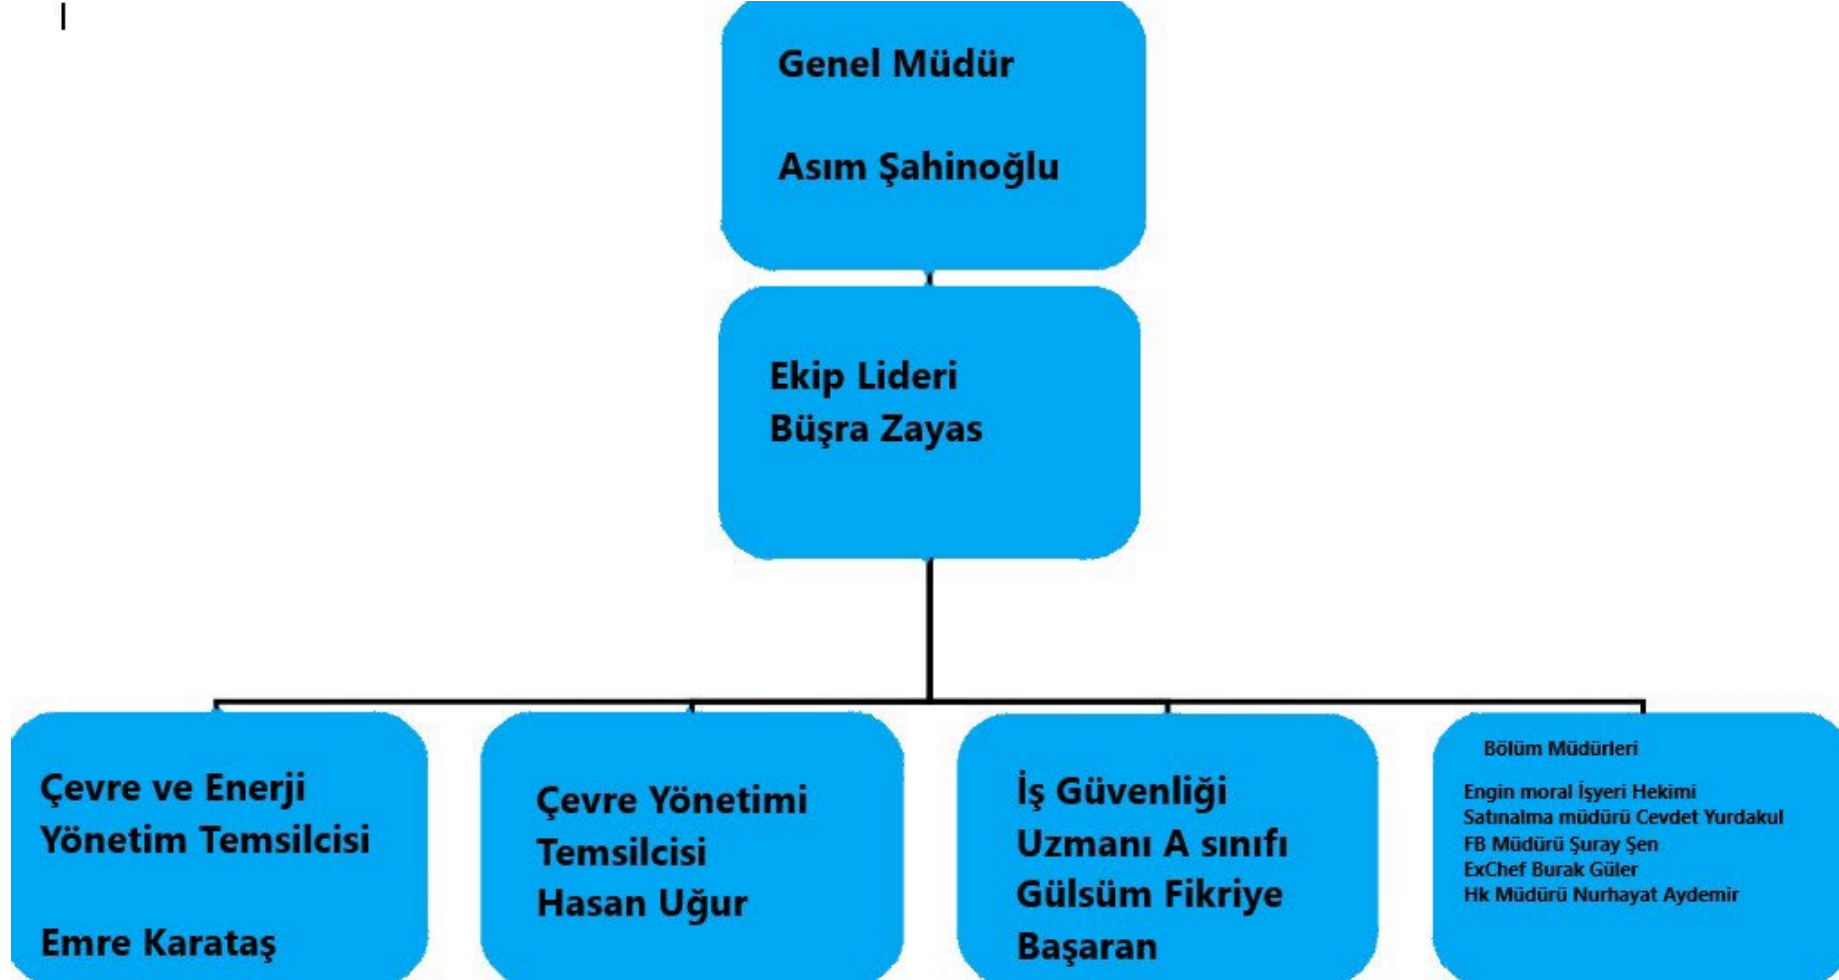 Genel Müdür
Asım Şahinoğlu
Ekip Lideri
Büşra Zayas
Çevre ve Enerji
Yönetim Temsilcisi
Emre Karataş
Çevre Yönetimi
Temsilcisi
Hasan Uğur
İş Güvenliği
Uzmanı A sınıfı
Gülsüm Fikriye
Başaran
Bölüm Müdürleri
Engin moral İşyeri Hekimi
Satınalma müdürü Cevdet Yurdakul
FB Müdürü Şuray Şen
ExChef Burak Güler
Hk Müdürü Nurhayat Aydemir